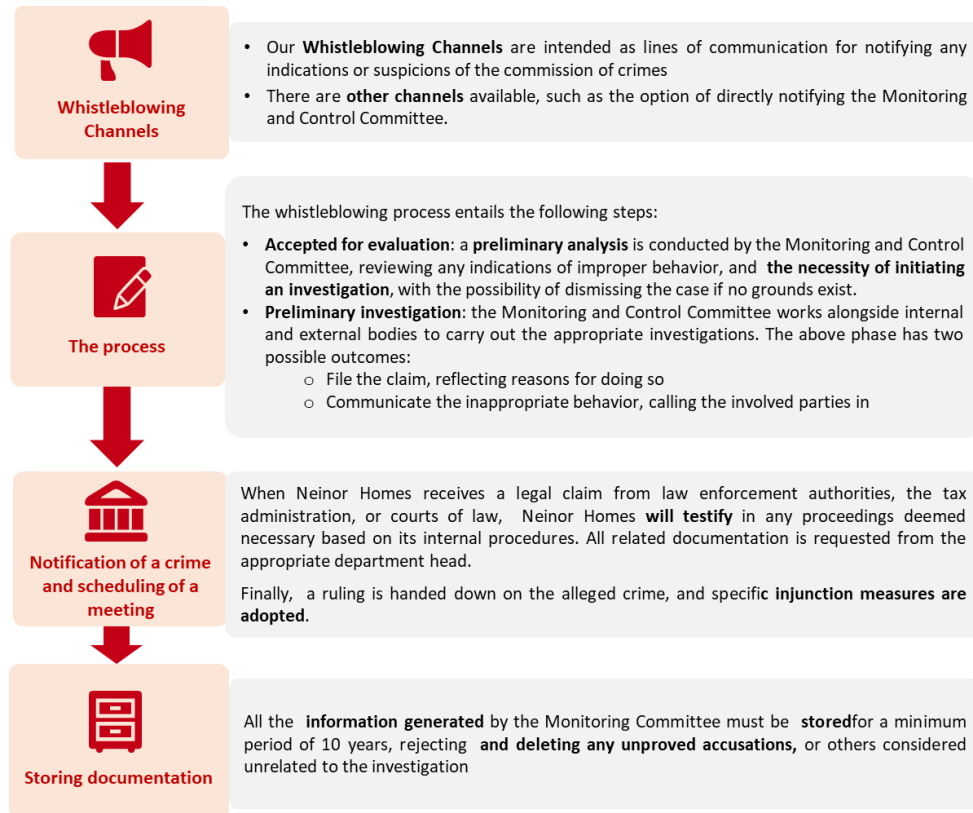 Whistleblowing
Channels
• Our Whistleblowing Channels are intended as lines of communication for notifying any
indications or suspicions of the commission of crimes
• There are other channels available, such as the option of directly notifying the Monitoring
and Control Committee.
The process
The whistleblowing process entails the following steps:
• Accepted for evaluation: a preliminary analysis is conducted by the Monitoring and Control
Committee, reviewing any indications of improper behavior, and the necessity of initiating
an investigation, with the possibility of dismissing the case if no grounds exist.
• Preliminary investigation: the Monitoring and Control Committee works alongside internal
and external bodies to carry out the appropriate investigations. The above phase has two
possible outcomes:
o File the claim, reflecting reasons for doing so
o Communicate the inappropriate behavior, calling the involved parties in
Notification of a crime
and scheduling of a
meeting
When Neinor Homes receives a legal claim from law enforcement authorities, the tax
administration, or courts of law, Neinor Homes will testify in any proceedings deemed
necessary based on its internal procedures. All related documentation is requested from the
appropriate department head.
Finally, a ruling is handed down on the alleged crime, and specific injunction measures are
adopted.
Storing documentation
All the information generated by the Monitoring Committee must be storedfor a minimum
period of 10 years, rejecting and deleting any unproved accusations, or others considered
unrelated to the investigation